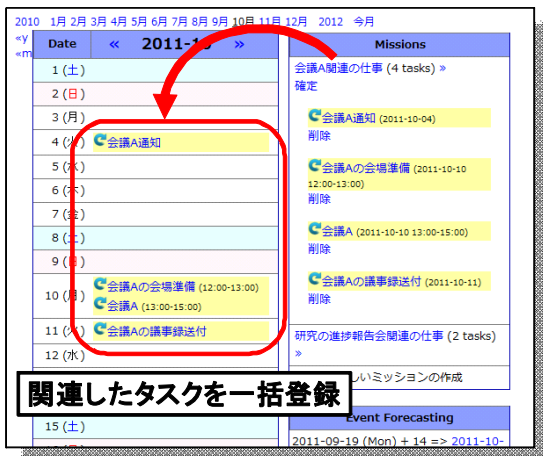 2010 1月 2月 3月 4月 5月 6月 7月 8月 9月 10月 11月 12月 2012 今月
«y
«m
Date « 2011-10 »
1 (土)
2 (日)
3 (月)
4 (火) 会議A通知
5 (水)
6 (木)
7 (金)
8 (土)
9 (日)
10 (月) 会議Aの会場準備 (12:00-13:00)
会議A (13:00-15:00)
11 (火) 会議Aの議事録送付
12 (水)
関連したタスクを一括登録
15 (土)
Missions
会議A関連の仕事 (4 tasks) »
確定
会議A通知 (2011-10-04)
削除
会議Aの会場準備 (2011-10-10
12:00-13:00)
削除
会議A (2011-10-10 13:00-15:00)
削除
会議Aの議事録送付 (2011-10-11)
削除
研究の進捗報告会関連の仕事 (2 tasks)
»
しいミッションの作成
Event Forecasting
2011-09-19 (Mon) + 14 => 2011-10-